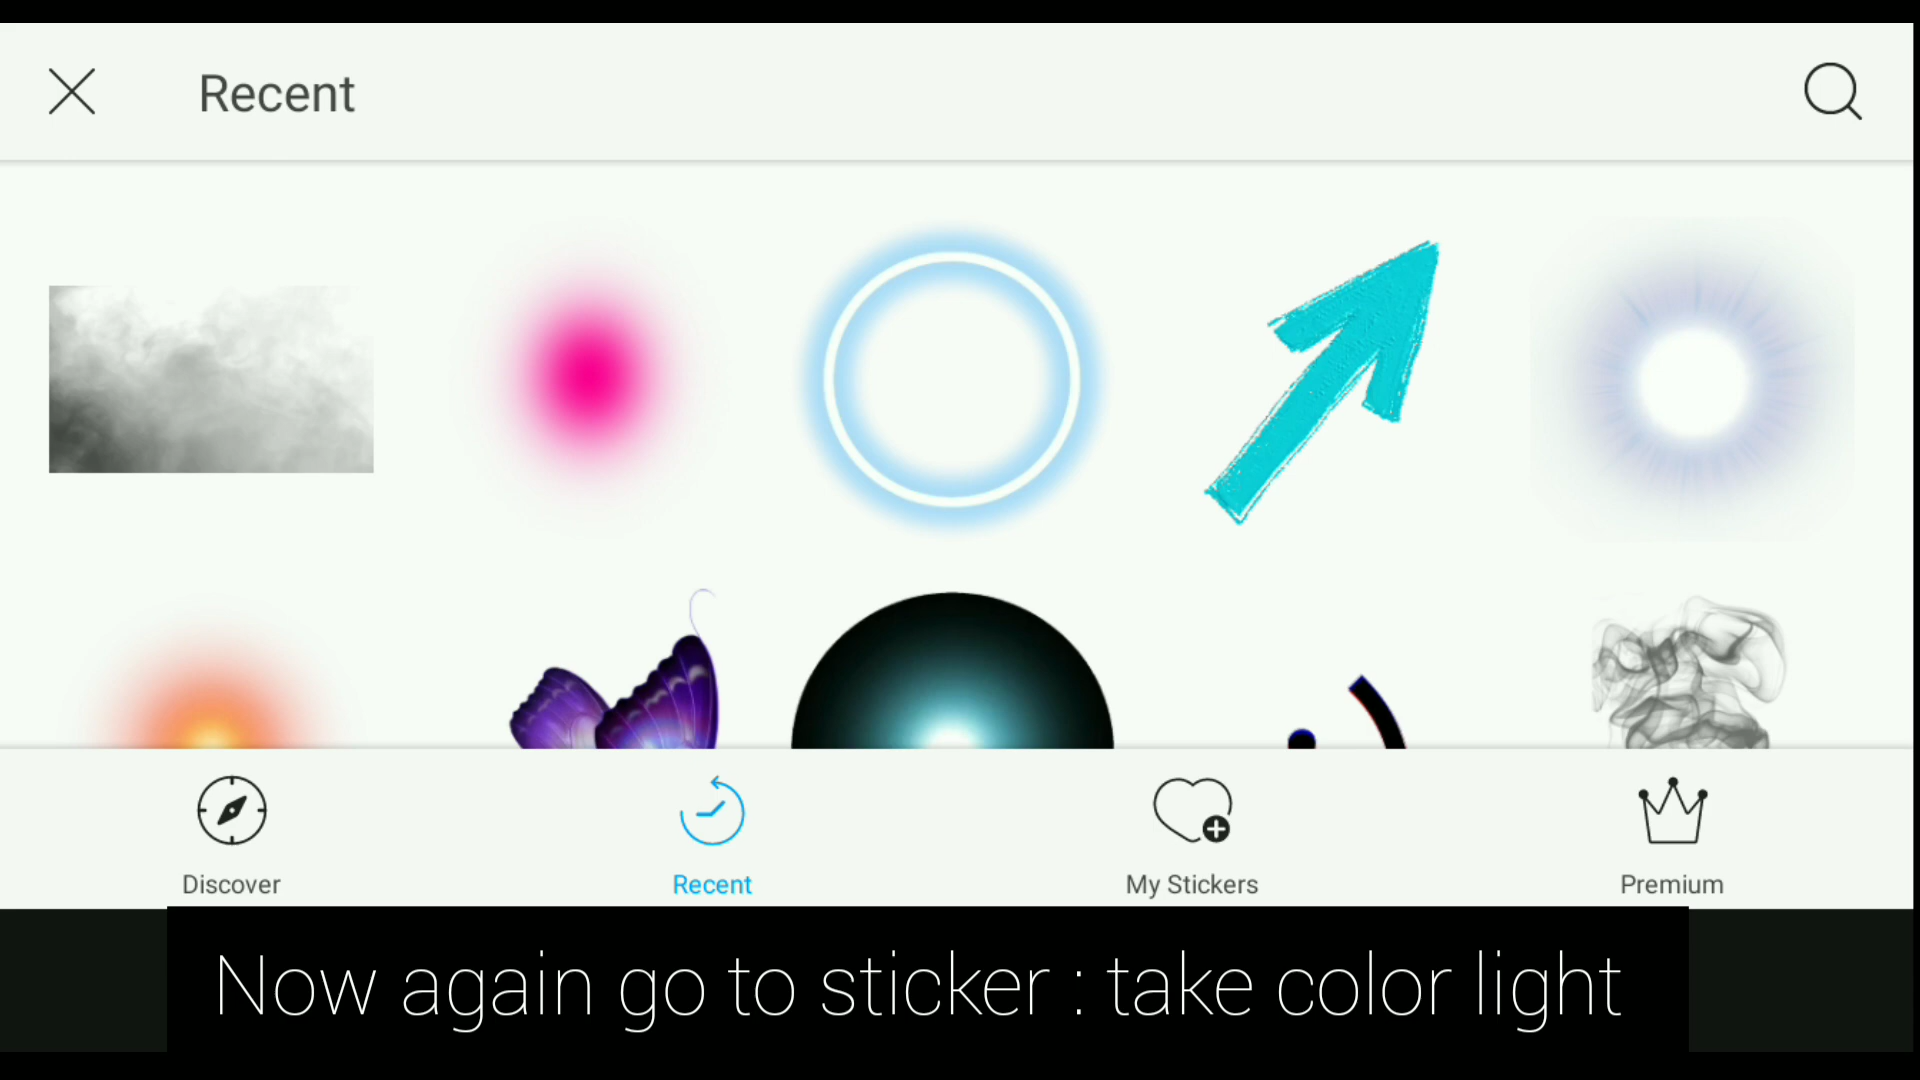 Recent
Discover
Recent
My Stickers
Premium
Now again go to sticker : take color light